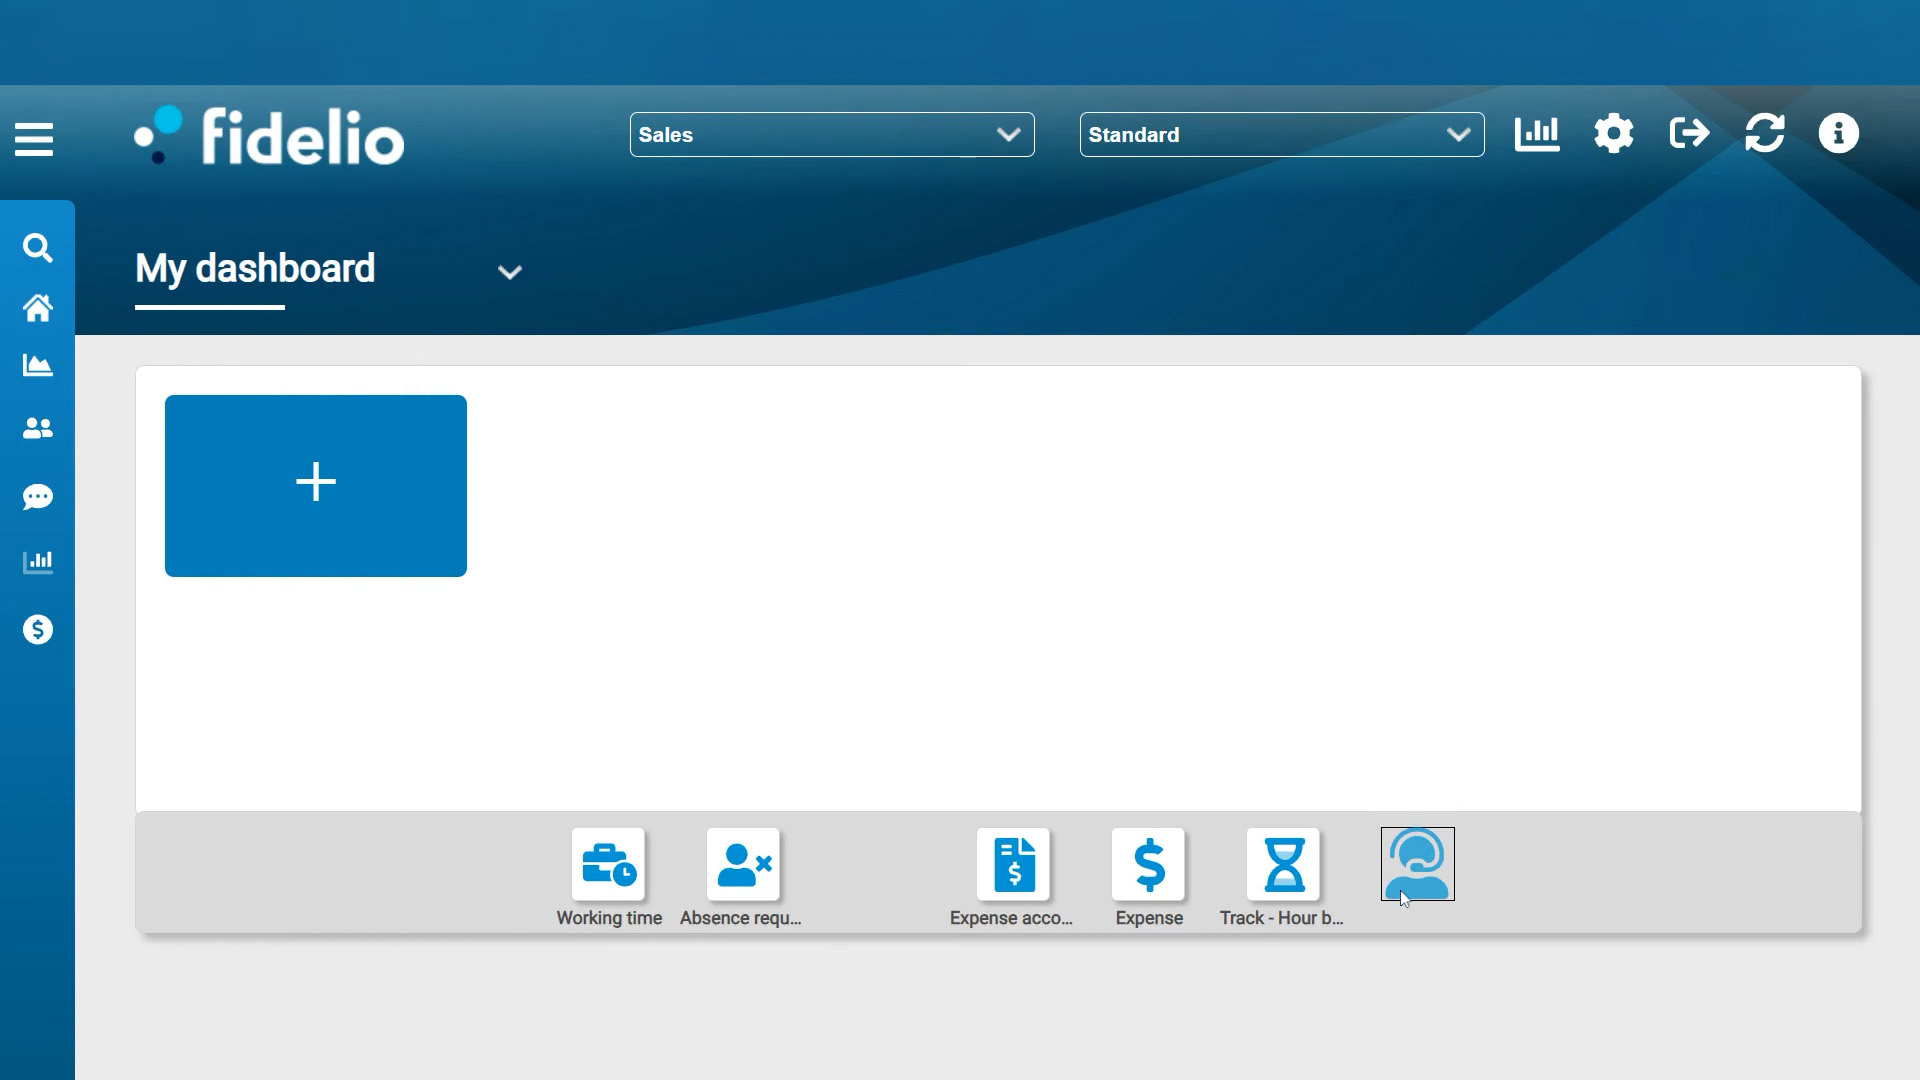 fidelio
Sales
Standard
My dashboard
Working time
Absence requ...
Expense acco...
Expense
Track - Hour b...